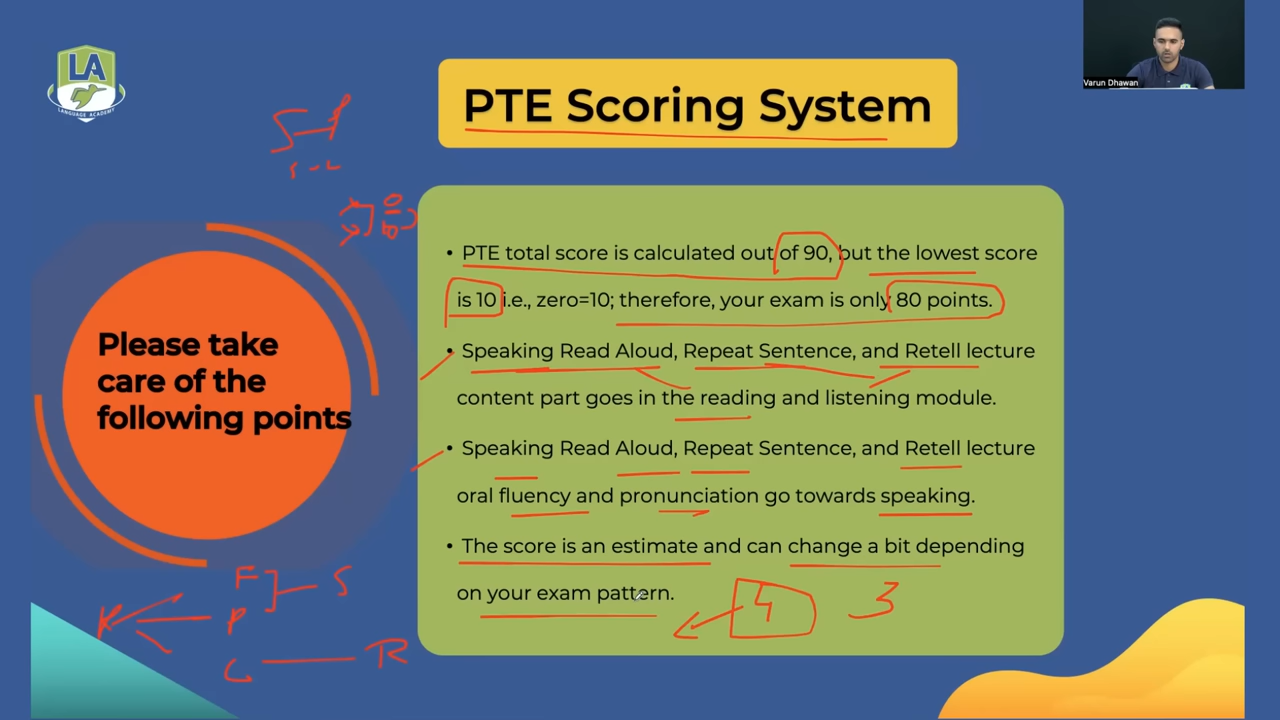 LA
LANGUAGE ACADEMY
PTE Scoring System
Varun Dhawan
Please take
care of the
following points
• PTE total score is calculated out of 90, but the lowest score
is 10 i.e., zero=10; therefore, your exam is only 80 points.
• Speaking Read Aloud, Repeat Sentence, and Retell lecture
content part goes in the reading and listening module.
• Speaking Read Aloud, Repeat Sentence, and Retell lecture
oral fluency and pronunciation go towards speaking.
• The score is an estimate and can change a bit depending
on your exam pattern.
3
F
S
P
R